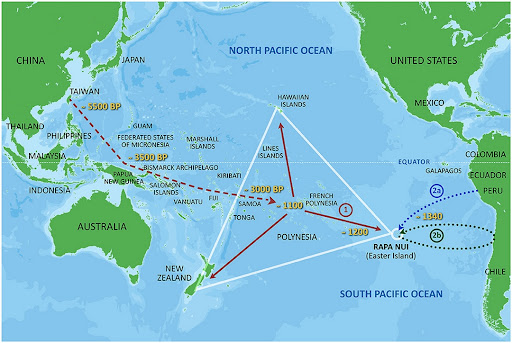 CHINA
JAPAN
NORTH PACIFIC OCEAN
UNITED STATES
TAIWAN
~ 5500 BP
HAWAIIAN
ISLANDS
MEXICO
THAILAND
PHILIPPINES
GUAM
FEDERATED STATES
OF MICRONESIA
MARSHALL
ISLANDS
LINES
ISLANDS
MALAYSIA
~ 3500 BP
BISMARCK ARCHIPELAGO
EQUATOR
COLOMBIA
GALAPAGOS
ECUADOR
INDONESIA
PAPUA
NEW GUINEA
SOLOMON
ISLANDS
KIRIBATI
~ 3000 BP
PERU
2a
VANUATU
FIJI
SAMOA
~ 1100
FRENCH
POLYNESIA
1
TONGA
~ 1340
AUSTRALIA
POLYNESIA
~ 1200
2b
RAPA NUI
(Easter Island)
NEW
ZEALAND
CHILE
SOUTH PACIFIC OCEAN